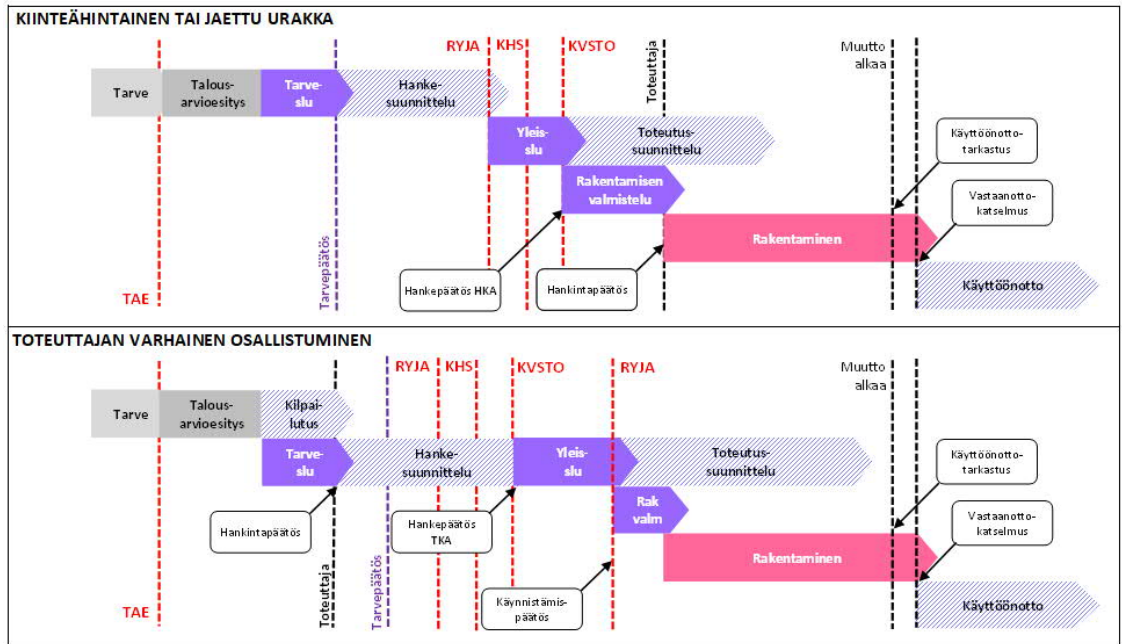 KIINTEÄHINTAINEN TAI JAETTU URAKKA
RYJA
KHS
KVSTO
Toteuttaja
Muutto
alkaa
Tarve
Talous-
arvioesitys
Tarve-
slu
Hanke-
suunnittelu
Yleis-
slu
Toteutus-
suunnittelu
Käyttöönotto-
tarkastus
Rakentamisen
valmistelu
Vastaanotto-
katselmus
Rakentaminen
Tarvepäätös
Hankepäätös HKA
Hankintapäätös
Käyttöönotto
TAE
TOTEUTTAJAN VARHAINEN OSALLISTUMINEN
RYJA
KHS
KVSTO
RYJA
Muutto
alkaa
Tarve
Talous-
arvioesitys
Kilpai-
lutus
Tarve-
slu
Hanke-
suunnittelu
Yleis-
slu
Toteutus-
suunnittelu
Käyttöönotto-
tarkastus
Rak
valm
Hankintapäätös
Hankepäätös
TKA
Vastaanotto-
katselmus
Rakentaminen
Toteuttaja
Tarvepäätös
Käynnistämis-
päätös
Käyttöönotto
TAE